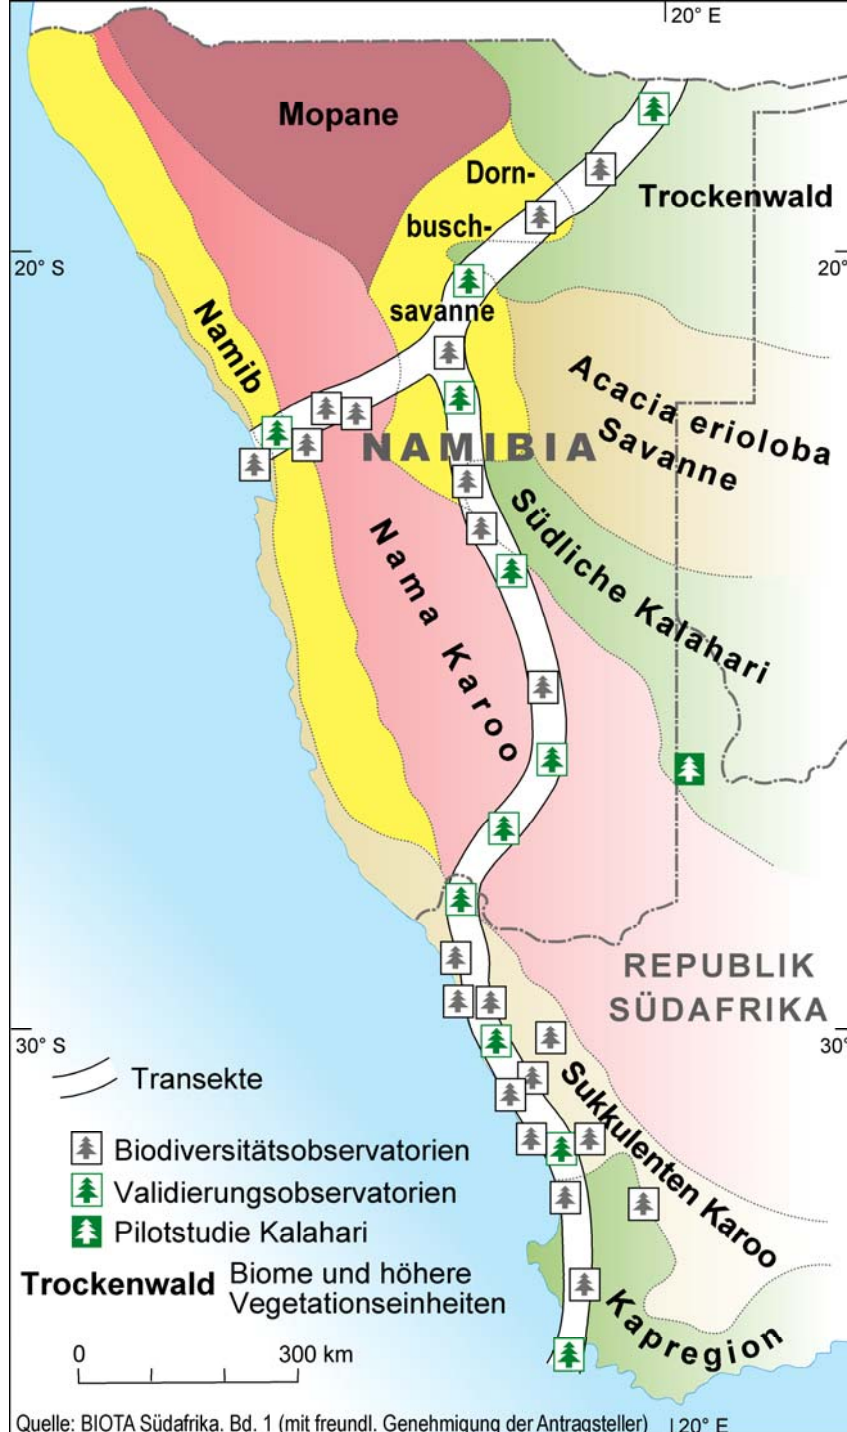 20° E
Mopane
Dorn-
Trockenwald
busch-
20° S
20°
savanne
Namib
Acacia erioloba
Savanne
NAMIBIA
Südliche Kalahari
Nama Karoo
REPUBLIK
SÜDAFRIKA
30° S
30°
Transekte
Sukkulenten Karoo
Biodiversitätsobservatorien
Validierungsobservatorien
Pilotstudie Kalahari
Trockenwald Biome und höhere
Vegetationseinheiten
Kapregion
0 300 km
Quelle: BIOTA Südafrika, Bd. 1 (mit freundl. Genehmigung der Antragsteller)
20° E